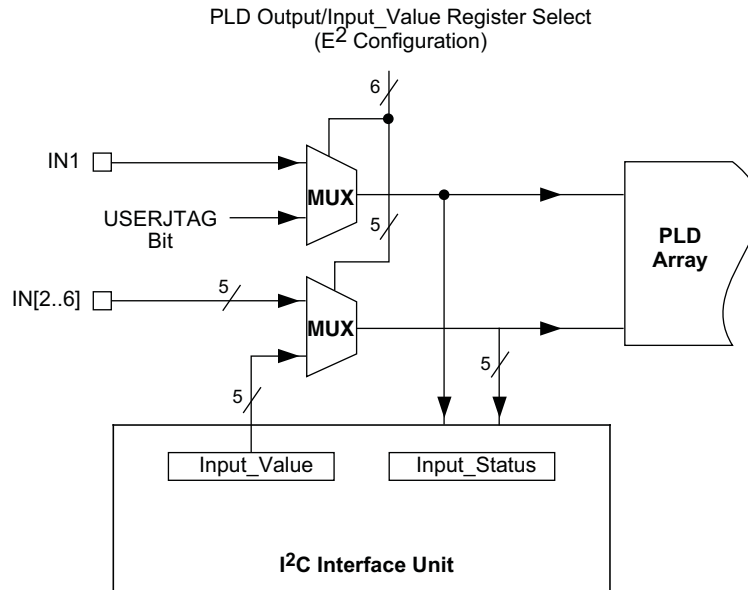 PLD Output/Input_Value Register Select
(E2 Configuration)
6
IN1
MUX
USERJTAG
Bit
5
PLD
Array
IN[2..6]
5
MUX
5
5
Input_Value
Input_Status
I2C Interface Unit